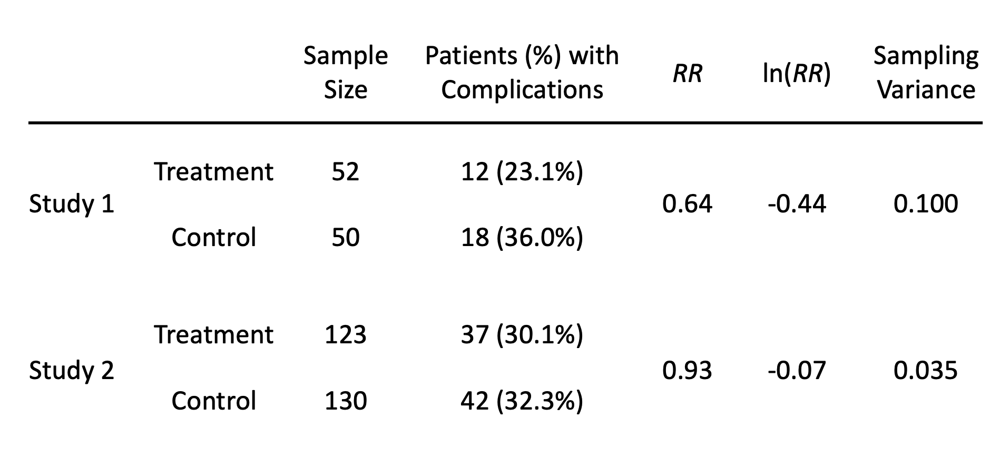 Sample Size Patients (%) with Complications RR ln(RR) Sampling Variance
Study 1 Treatment 52 12 (23.1%) 0.64 -0.44 0.100
Control 50 18 (36.0%)
Study 2 Treatment 123 37 (30.1%) 0.93 -0.07 0.035
Control 130 42 (32.3%)